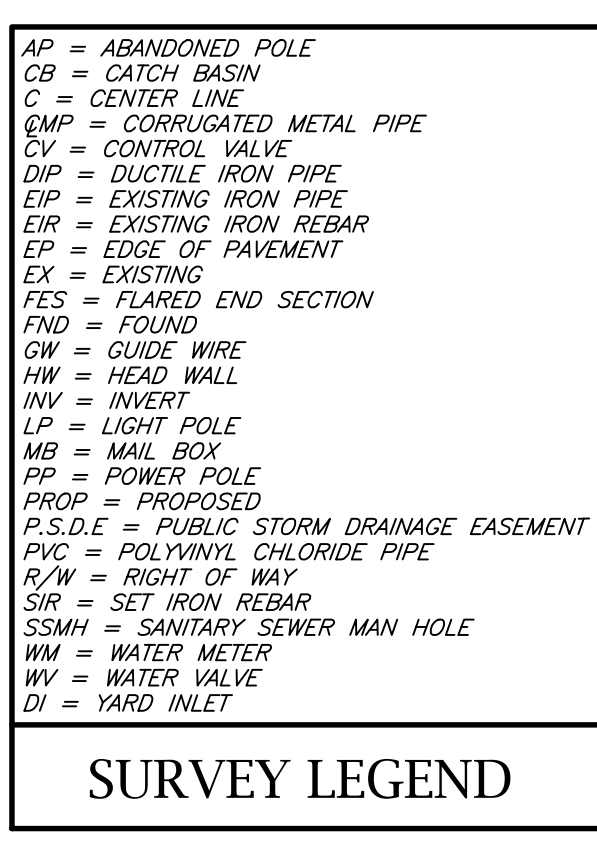 AP = ABANDONED POLE
CB = CATCH BASIN
C = CENTER LINE
CMP = CORRUGATED METAL PIPE
CV = CONTROL VALVE
DIP = DUCTILE IRON PIPE
EIP = EXISTING IRON PIPE
EIR = EXISTING IRON REBAR
EP = EDGE OF PAVEMENT
EX = EXISTING
FES = FLARED END SECTION
FND = FOUND
GW = GUIDE WIRE
HW = HEAD WALL
INV = INVERT
LP = LIGHT POLE
MB = MAIL BOX
PP = POWER POLE
PROP = PROPOSED
P.S.D.E = PUBLIC STORM DRAINAGE EASEMENT
PVC = POLYVINYL CHLORIDE PIPE
R/W = RIGHT OF WAY
SIR = SET IRON REBAR
SSMH = SANITARY SEWER MAN HOLE
WM = WATER METER
WV = WATER VALVE
DI = YARD INLET
SURVEY LEGEND